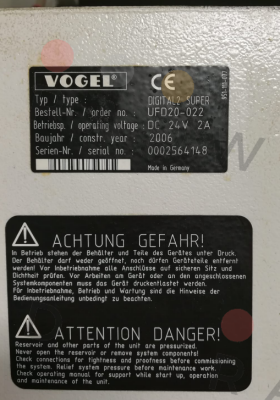 VOGEL®
CE
Typ / type : DIGITAL2 SUPER
Bestell-Nr / order no. : UFD20-022
Betriebsp. / operating voltage : DC 24V 2A
Baujahr / constr. year : 2006
Serien-Nr / serial no. : 0002564148
Made in Germany
ACHTUNG GEFAHR!
In Betrieb stehen der Behälter und Teile des Gerätes unter Druck.
Der Behälter darf weder geöffnet, noch dürfen Geräteteile entfernt
werden! Vor Inbetriebnahme alle Anschlüsse auf sicheren Sitz und
Dichtheit prüfen. Vor Arbeiten am Gerät oder an den angeschlossenen
Systemkomponenten muss das Gerät druckentlastet werden.
Für Inbetriebnahme, Betrieb und Wartung sind die Hinweise der
Bedienungsanleitung unbedingt zu beachten!
ATTENTION DANGER!
Reservoir and other parts of the unit are pressurized.
Never open the reservoir or remove system components!
Check connections for tightness and proofness before commissioning
the system. Relief system pressure before maintenance work.
Check operating manual for support while start up, operation
and maintenance of the unit.